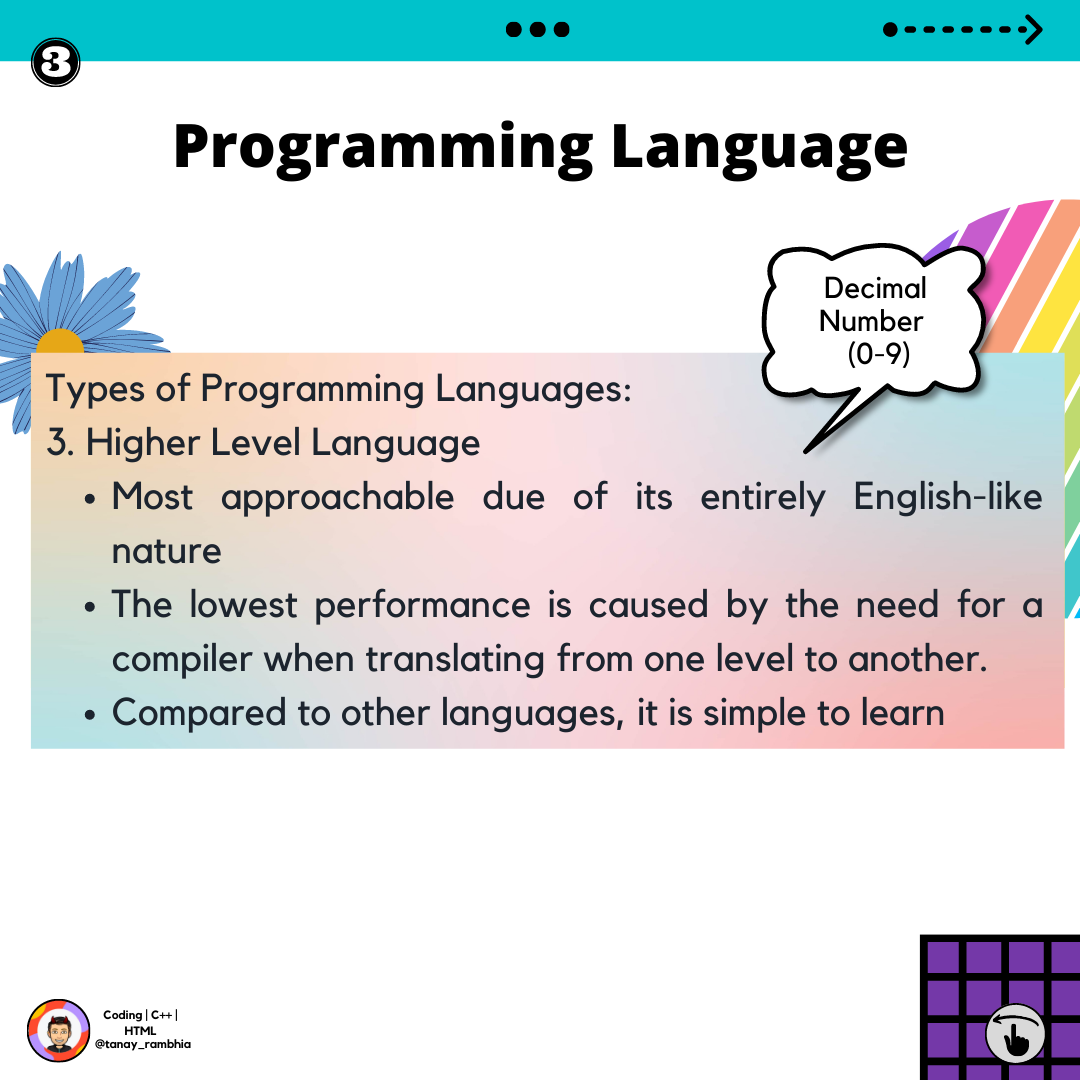 3
Programming Language
Decimal
Number
(0-9)
Types of Programming Languages:
3. Higher Level Language
• Most approachable due of its entirely English-like
nature
• The lowest performance is caused by the need for a
compiler when translating from one level to another.
• Compared to other languages, it is simple to learn
Coding | C++ |
HTML
@tanay_rambhia